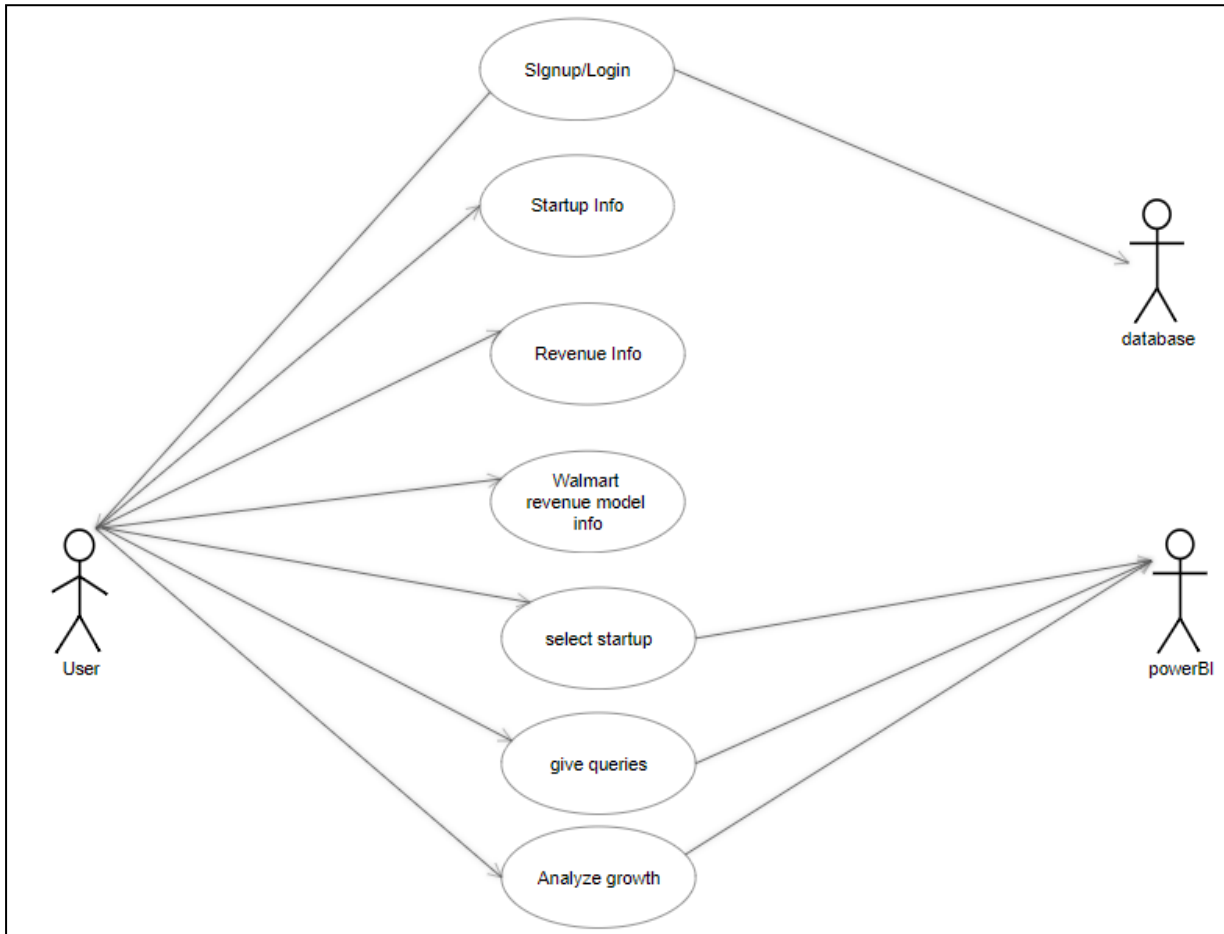 SIgnup/Login
Startup Info
database
Revenue Info
Walmart
revenue model
info
User
select startup
powerBI
give queries
Analyze growth